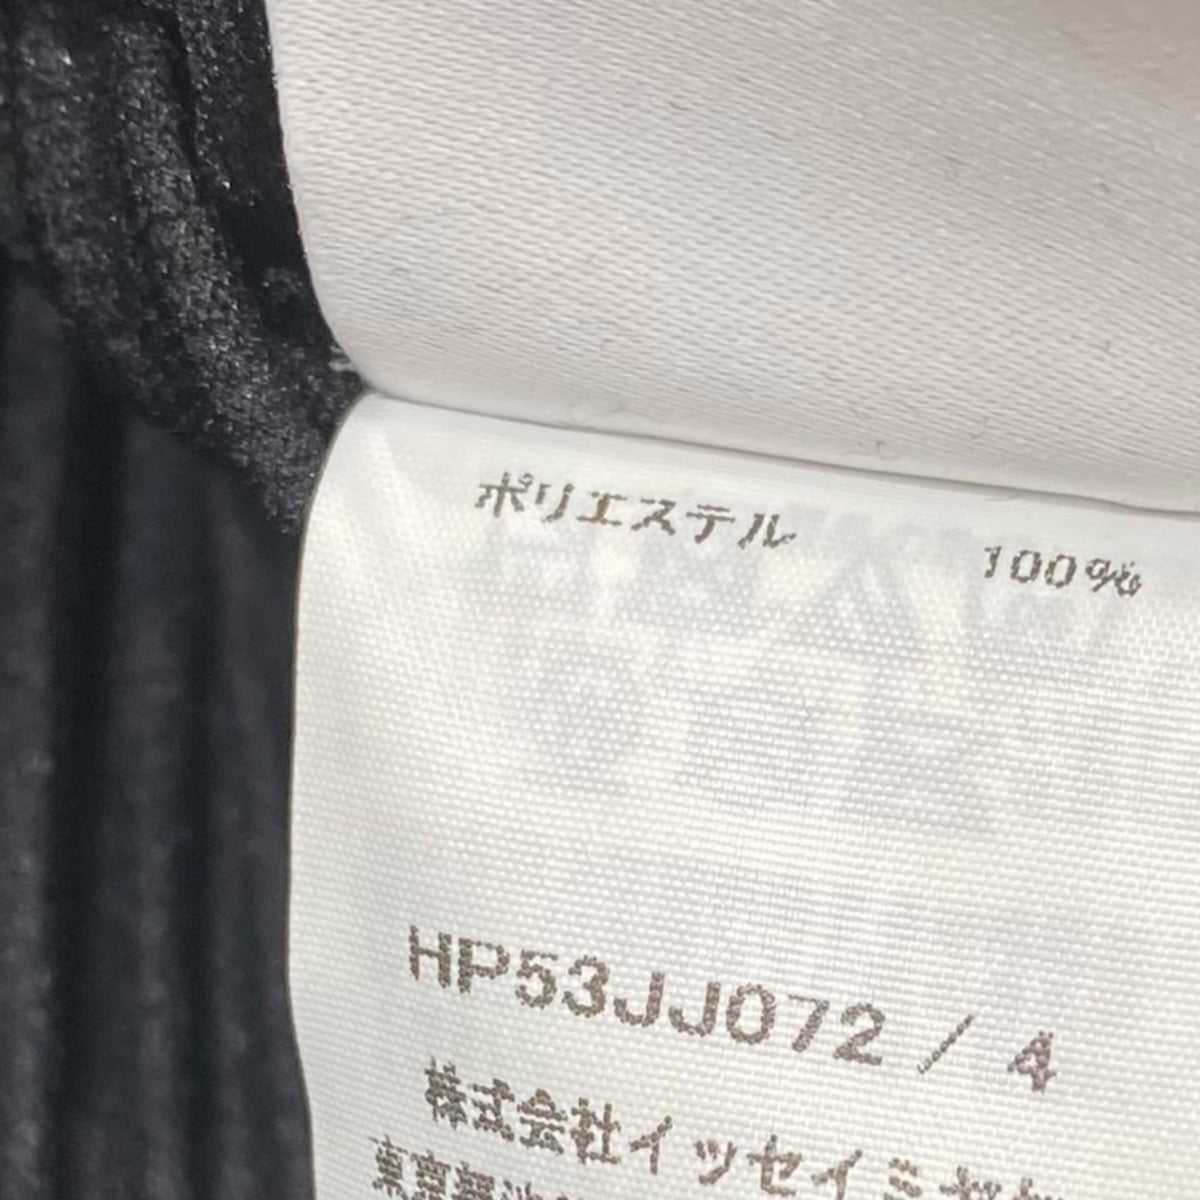 ポリエステル 100%
HP53JJ072 / 4
株式会社イッセイミヤ